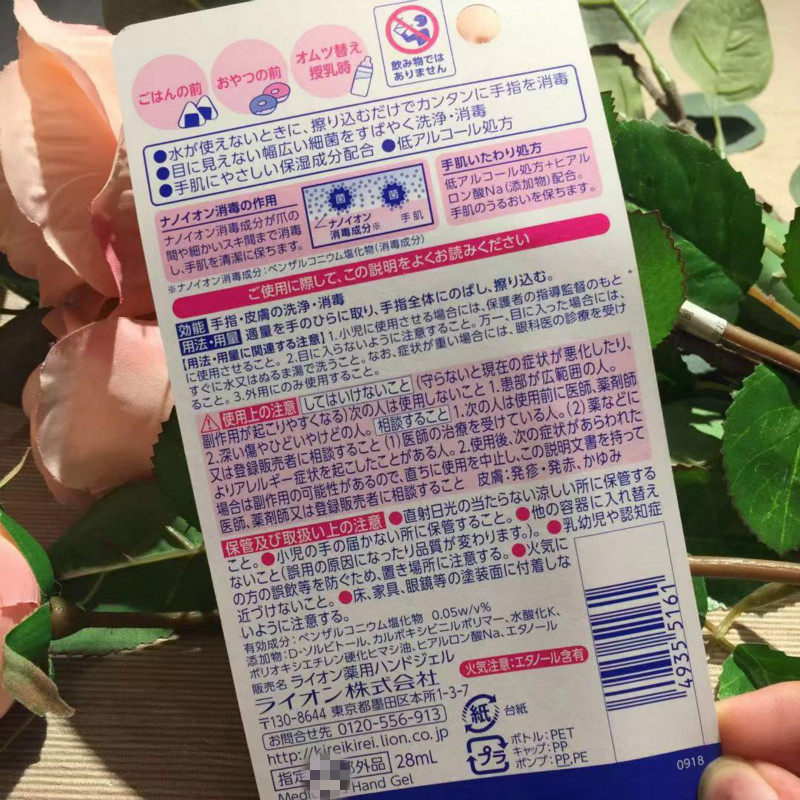 ごはんの前
おやつの前
オムツ替え
授乳時
飲み物では
ありません
●水が使えないときに、擦り込むだけでカンタンに手指を消毒
●目に見えない幅広い細菌をすばやく洗浄・消毒
●手肌にやさしい保湿成分配合 ●低アルコール処方
ナノイオン消毒の作用
ナノイオン消毒成分が爪の
間や細かいスキ間まで消毒
し、手肌を清潔に保ちます。
菌
菌
ナノイオン
消毒成分※
手肌
手肌いたわり処方
低アルコール処方+ヒアル
ロン酸Na(添加物)配合。
手肌のうるおいを保ちます。
※ナノイオン消毒成分:ベンザルコニウム塩化物(消毒成分)
ご使用に際して、この説明をよくお読みください
効能 手指・皮膚の洗浄・消毒
用法・用量 適量を手のひらに取り、手指全体にのばし、擦り込む。
【用法・用量に関連する注意】1.小児に使用させる場合には、保護者の指導監督のもと
に使用させること。2.目に入らないように注意すること。万一、目に入った場合には、
すぐに水又はぬるま湯で洗うこと。なお、症状が重い場合には、眼科医の診療を受け
ること。3.外用にのみ使用すること。
使用上の注意 してはいけないこと (守らないと現在の症状が悪化したり、
副作用が起こりやすくなる)次の人は使用しないこと 1.患部が広範囲の人。
2.深い傷やひどいやけどの人。 相談すること 1.次の人は使用前に医師、薬剤師
又は登録販売者に相談すること (1)医師の治療を受けている人。(2)薬などに
よりアレルギー症状を起こしたことがある人。2.使用後、次の症状があらわれた
場合は副作用の可能性があるので、直ちに使用を中止し、この説明文書を持って
医師、薬剤師又は登録販売者に相談すること 皮膚:発疹・発赤、かゆみ
保管及び取扱い上の注意 ●直射日光の当たらない涼しい所に保管する
こと。●小児の手の届かない所に保管すること。●他の容器に入れ替え
ないこと(誤用の原因になったり品質が変わります。)。●乳幼児や認知症
の方の誤飲等を防ぐため、置き場所に注意する。●火気に
近づけないこと。●床、家具、眼鏡等の塗装面に付着しな
いように注意する。
有効成分:ベンザルコニウム塩化物 0.05w/v%
添加物:D-ソルビトール、カルボキシビニルポリマー、水酸化K、
ポリオキシエチレン硬化ヒマシ油、ヒアルロン酸Na、エタノール
販売名 ライオン薬用ハンドジェル
火気注意:エタノール含有
ライオン株式会社
〒130-8644 東京都墨田区本所1-3-7
お問合せ先 0120-556-913
http://kireikirei.lion.co.jp
指定 部外品 28mL
Hand Gel
紙 台紙
プラ
ボトル:PET
キャップ:PP
ポンプ:PP,PE
4935 5161
0918